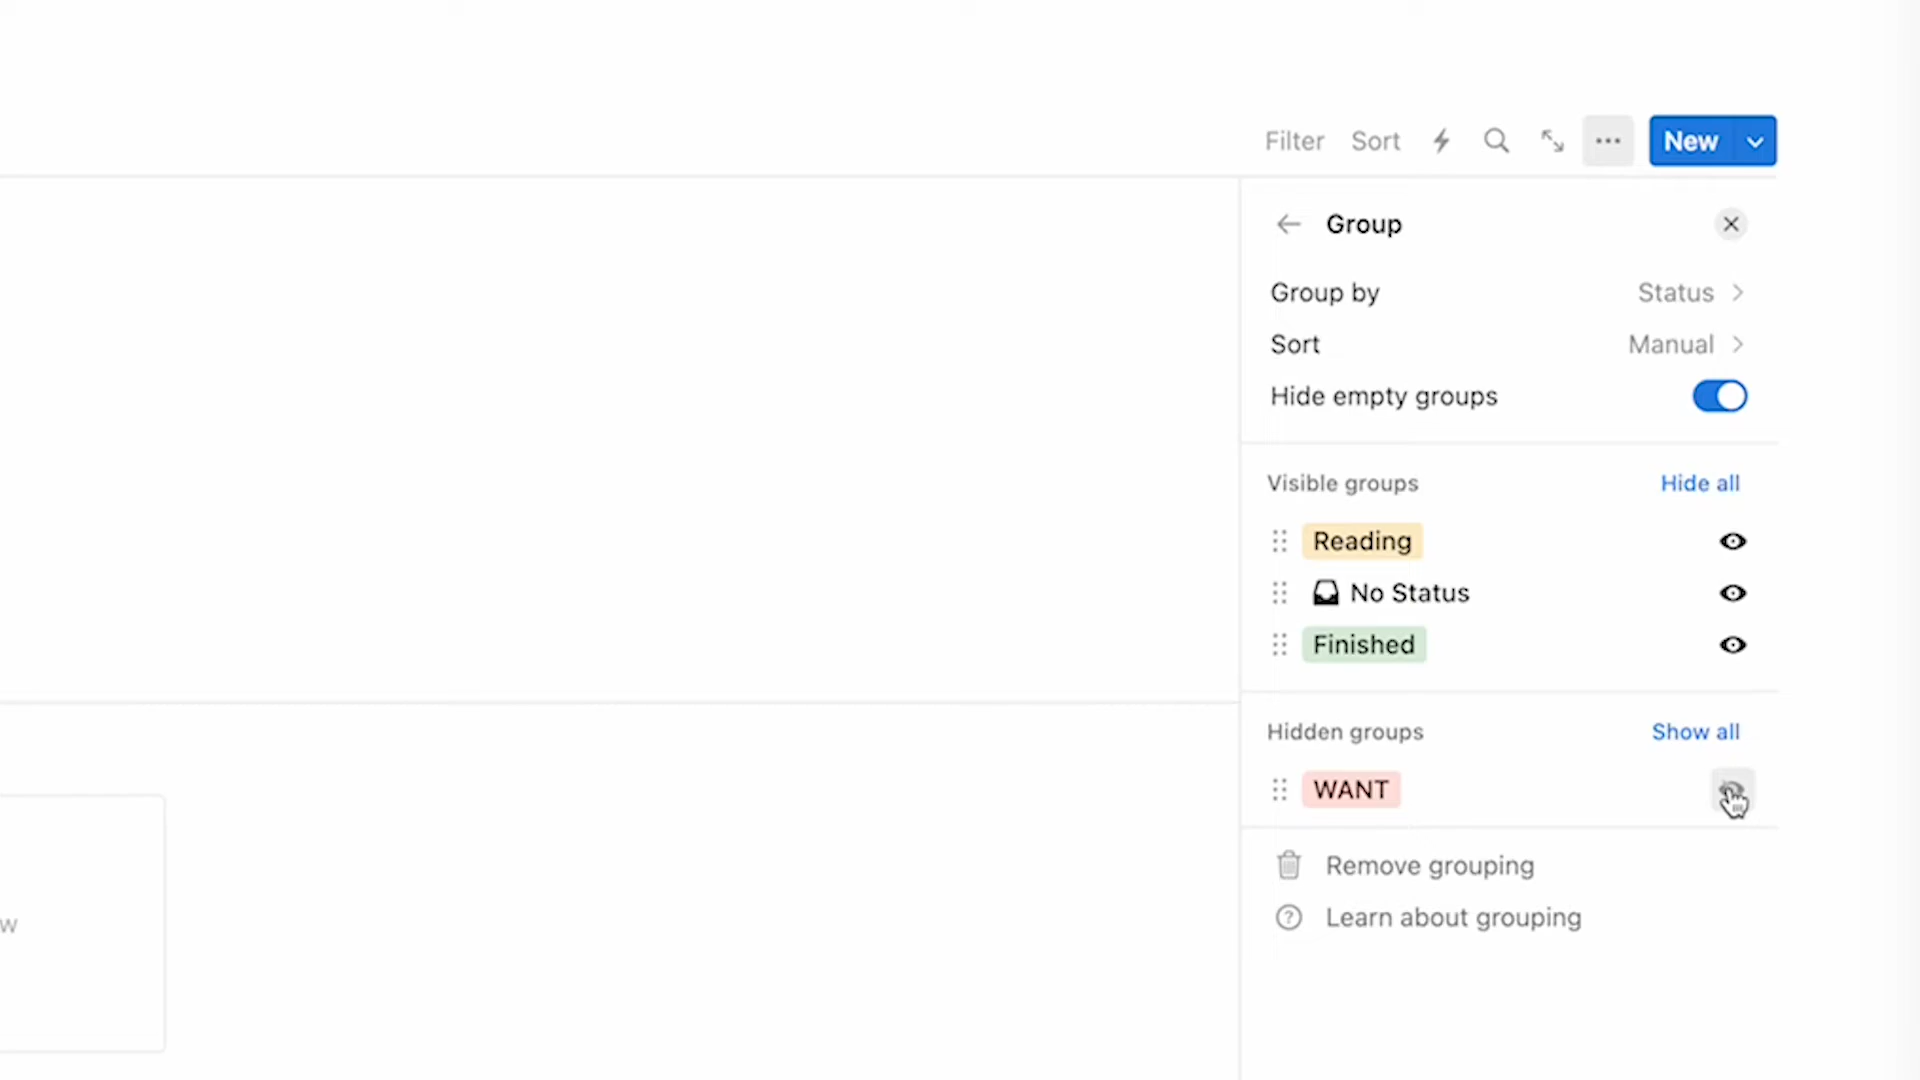 Filter Sort New
Group
Group by Status
Sort Manual
Hide empty groups
Visible groups Hide all
Reading
No Status
Finished
Hidden groups Show all
WANT
Remove grouping
w
Learn about grouping